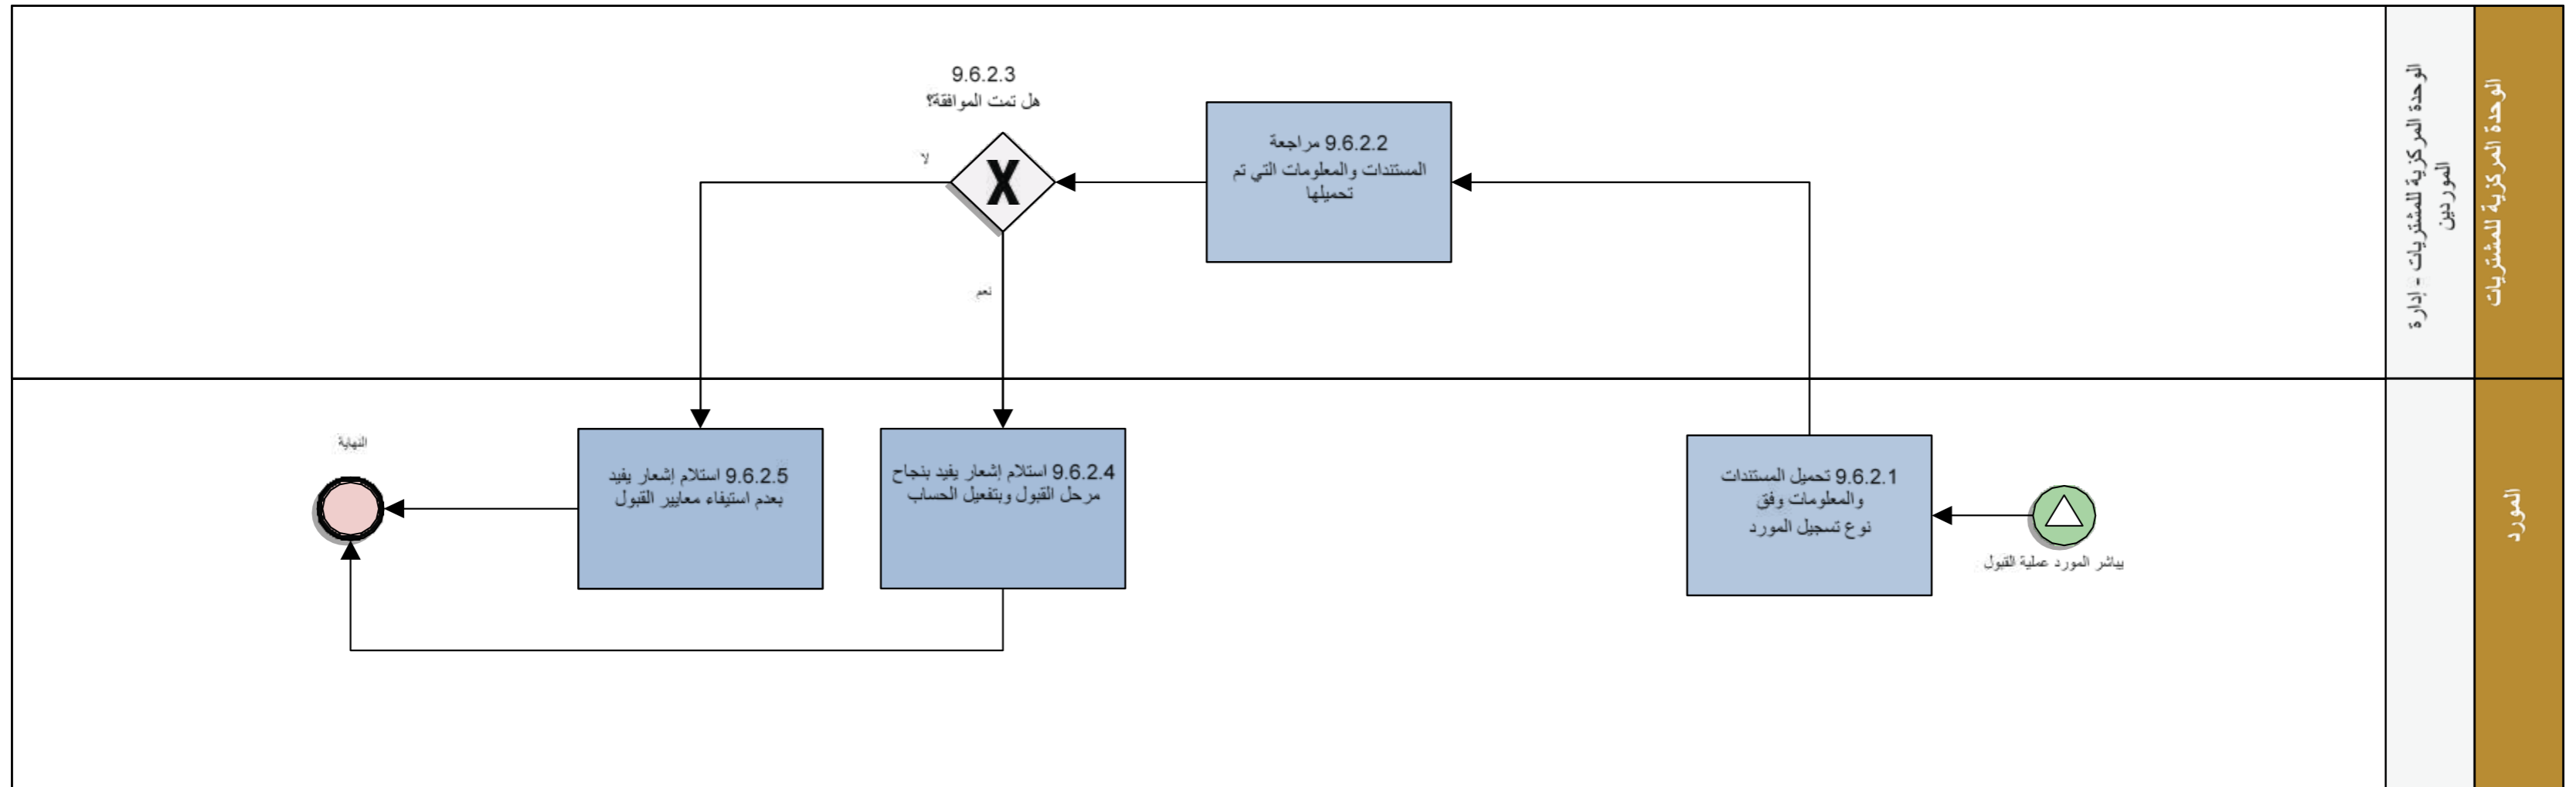 الوحدة المركزية للمشتريات
الوحدة المركزية للمشتريات - إدارة
الموردين
9.6.2.2 مراجعة
المستندات والمعلومات التي تم
تحميلها
9.6.2.3
هل تمت الموافقة؟
لا
نعم
المورد
يباشر المورد عملية القبول
9.6.2.1 تحميل المستندات
والمعلومات وفق
نوع تسجيل المورد
9.6.2.4 استلام إشعار يفيد بنجاح
مرحل القبول وبتفعيل الحساب
9.6.2.5 استلام إشعار يفيد
بعدم استيفاء معايير القبول
النهاية